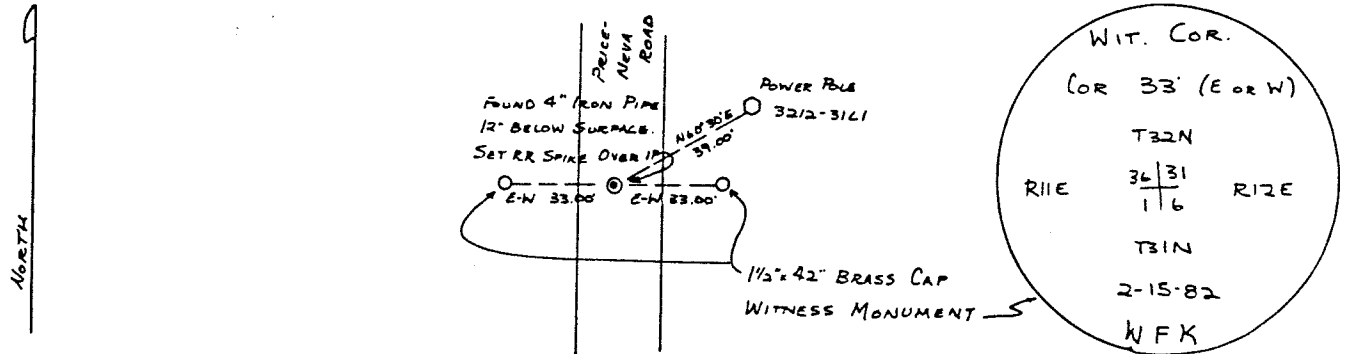 NORTH
PRICE-
NEVA
ROAD
FOUND 4" IRON PIPE
12" BELOW SURFACE.
SET RR SPIKE OVER IP
N60°30'E
39.00'
POWER POLE
3212-31L1
E-W 33.00'
E-W 33.00'
1½"x42" BRASS CAP
WITNESS MONUMENT
WIT. COR.
COR 33' (E OR W)
T32N
R11E
36|31
1|6
R12E
T31N
2-15-82
WFK